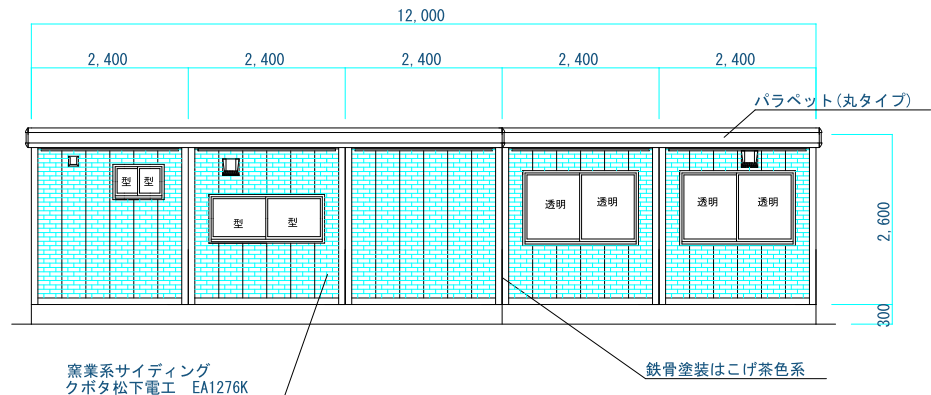 12,000
2,400
2,400
2,400
2,400
2,400
パラペット(丸タイプ)
型 型
型 型
透明 透明
透明 透明
2,600
300
窯業系サイディング
クボタ松下電工 EA1276K
鉄骨塗装はこげ茶色系